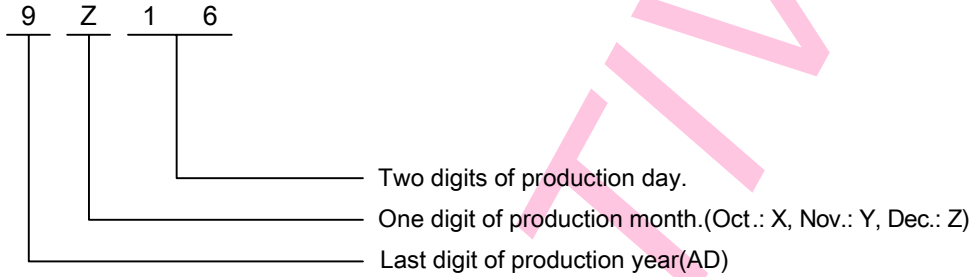 9 Z 1 6
Two digits of production day.
One digit of production month.(Oct.: X, Nov.: Y, Dec.: Z)
Last digit of production year(AD)